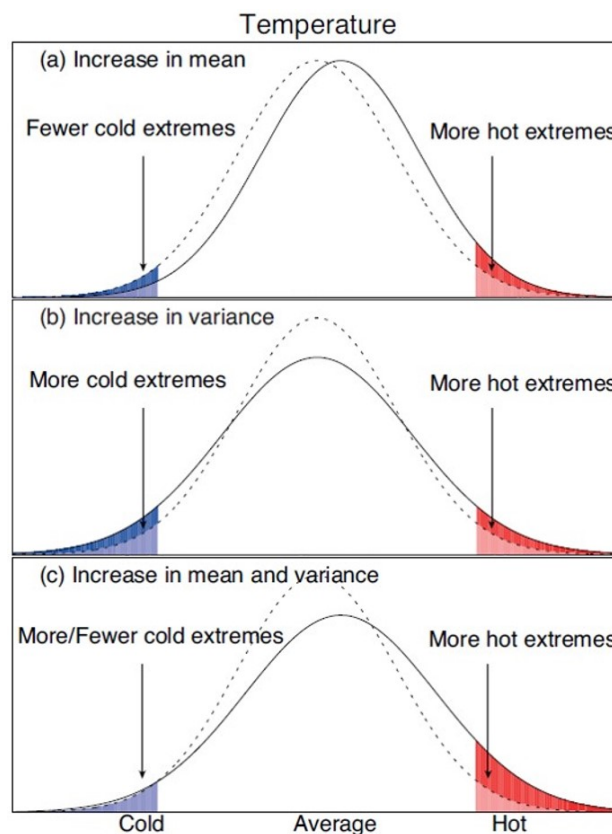 Temperature
(a) Increase in mean
Fewer cold extremes
More hot extremes
(b) Increase in variance
More cold extremes
More hot extremes
(c) Increase in mean and variance
More/Fewer cold extremes
More hot extremes
Cold
Average
Hot